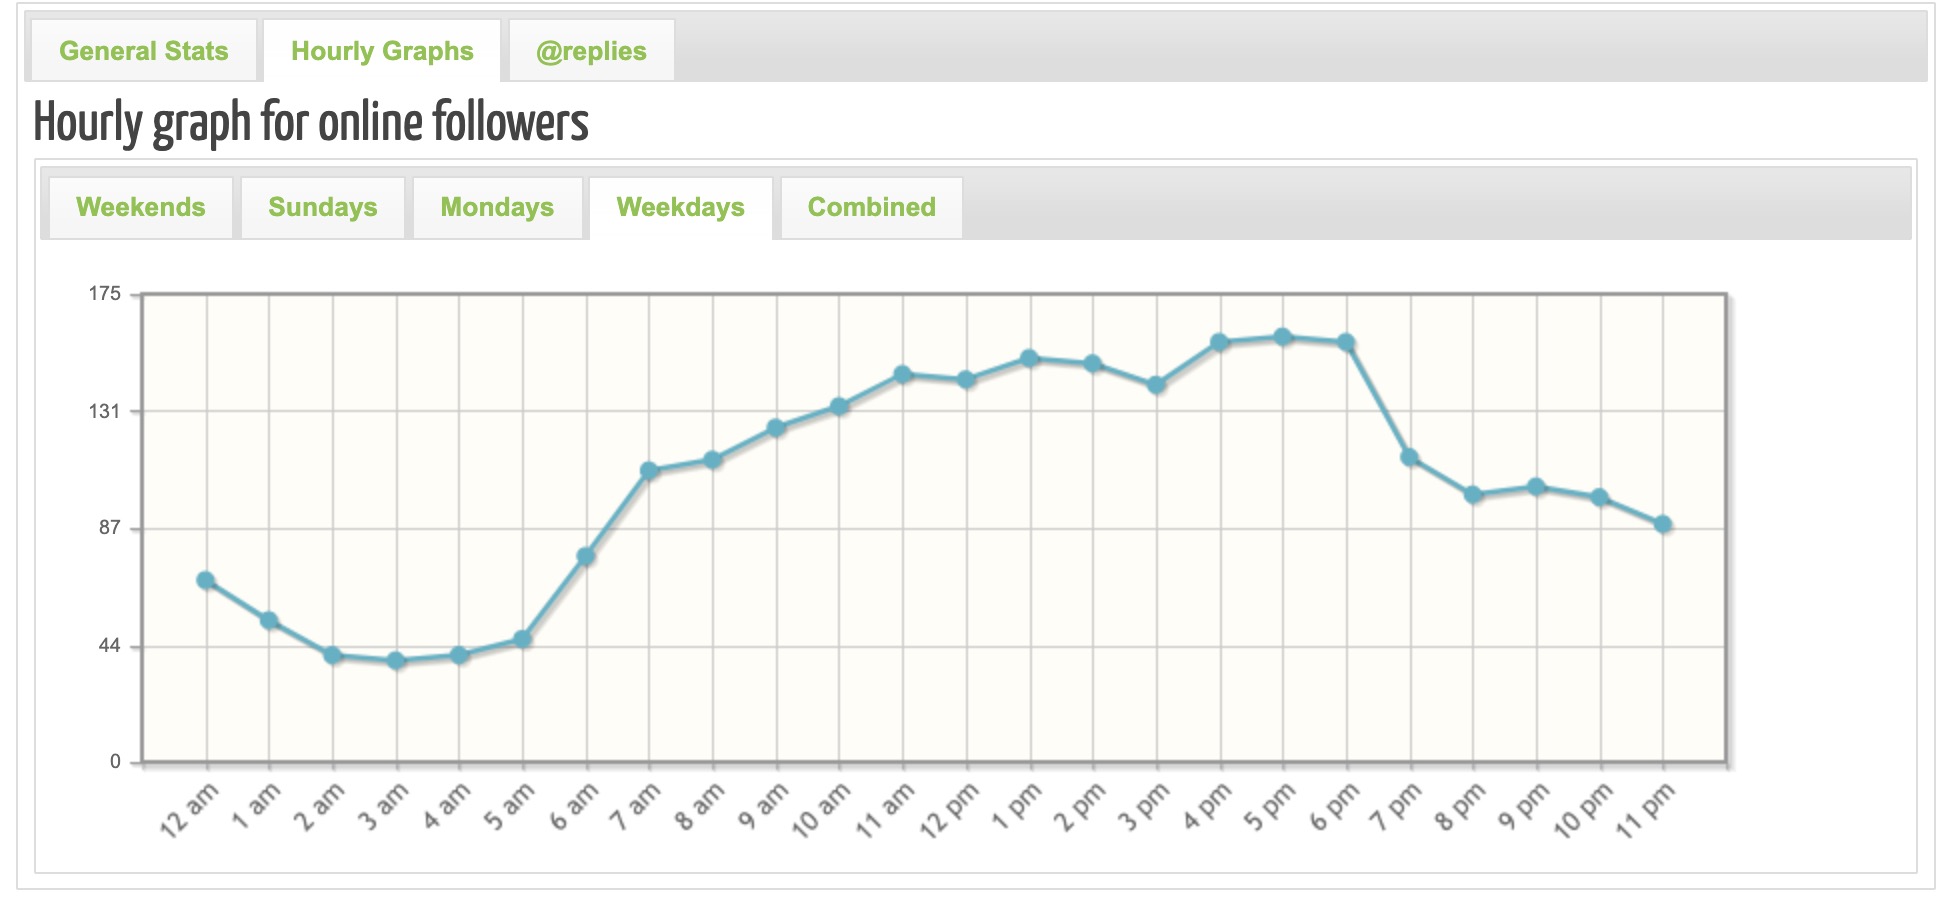 General Stats Hourly Graphs @replies
Hourly graph for online followers
Weekends Sundays Mondays Weekdays Combined
175
131
87
44
0
12 am 1 am 2 am 3 am 4 am 5 am 6 am 7 am 8 am 9 am 10 am 11 am 12 pm 1 pm 2 pm 3 pm 4 pm 5 pm 6 pm 7 pm 8 pm 9 pm 10 pm 11 pm